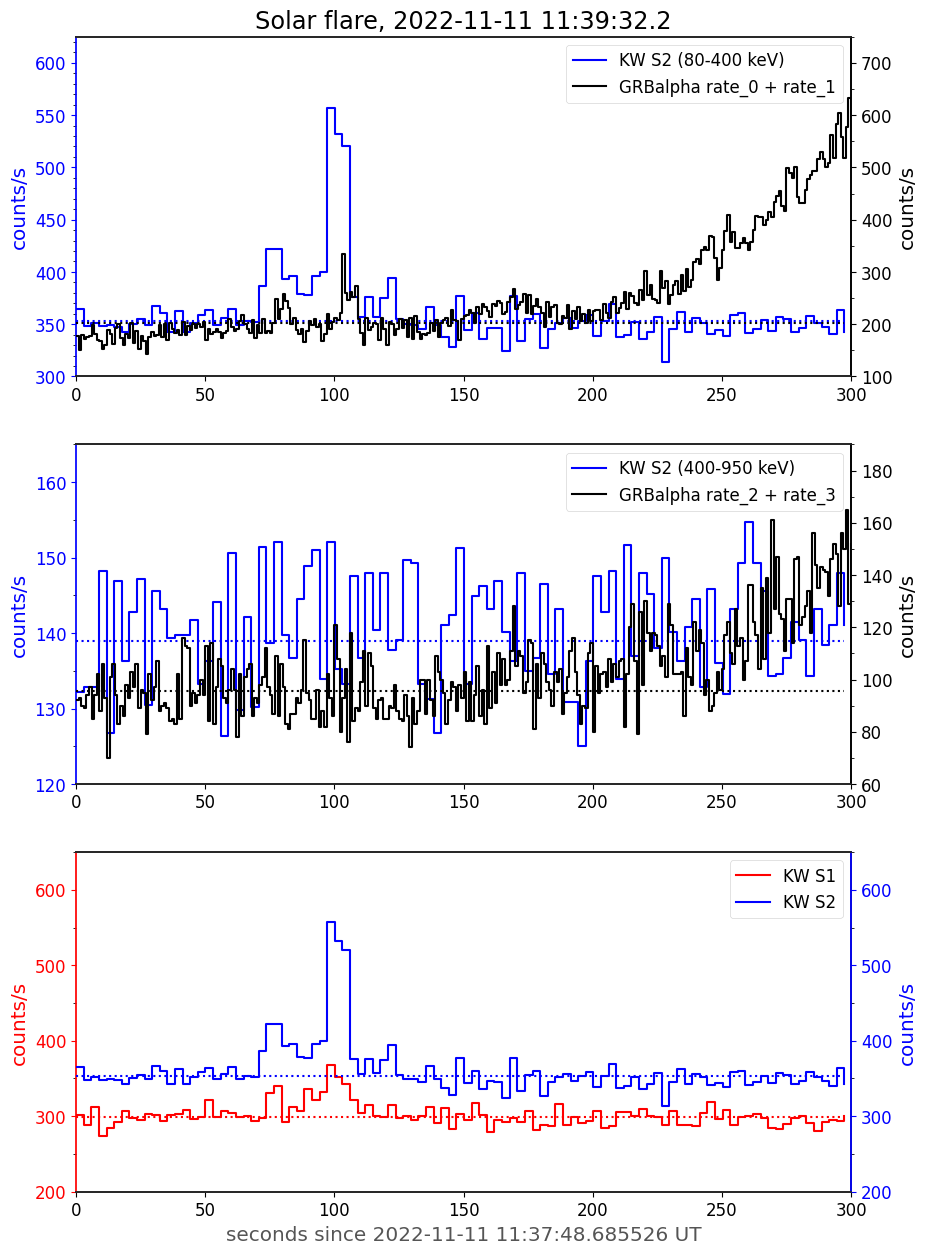 Solar flare, 2022-11-11 11:39:32.2
KW S2 (80-400 keV)
GRBalpha rate_0 + rate_1
counts/s
600
550
500
450
400
350
300
700
600
500
400
300
200
100
counts/s
0 50 100 150 200 250 300
KW S2 (400-950 keV)
GRBalpha rate_2 + rate_3
counts/s
160
150
140
130
120
180
160
140
120
100
80
60
counts/s
0 50 100 150 200 250 300
KW S1
KW S2
counts/s
600
500
400
300
200
600
500
400
300
200
counts/s
0 50 100 150 200 250 300
seconds since 2022-11-11 11:37:48.685526 UT